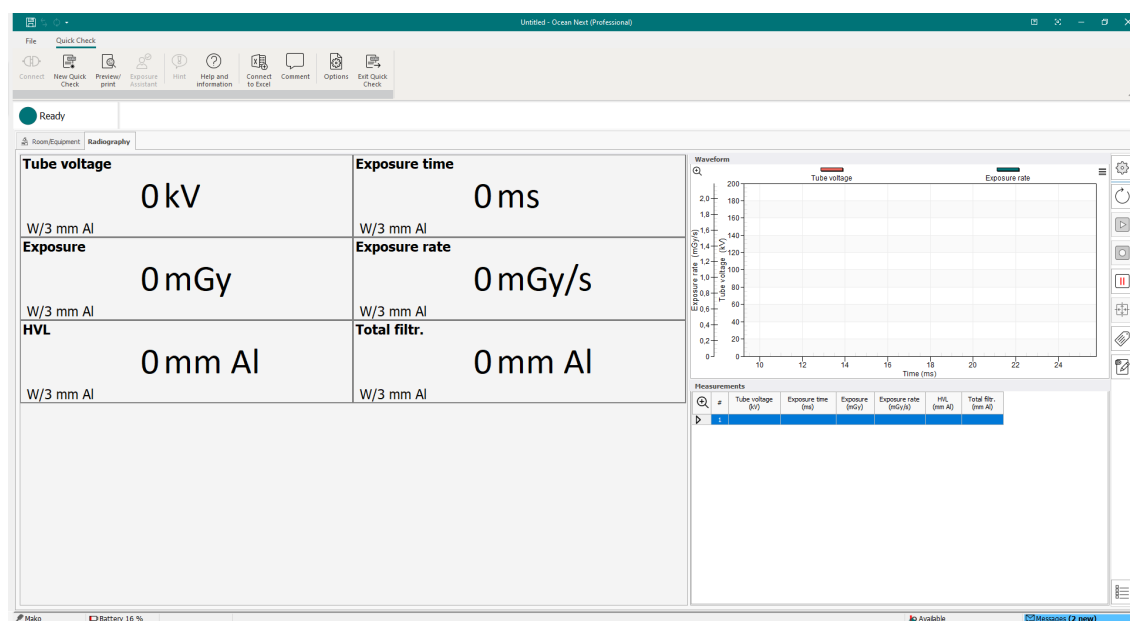 Untitled - Ocean Next (Professional)
File Quick Check
Connect New Quick Check Preview/ print Exposure Assistant Hint Help and information Connect to Excel Comment Options Exit Quick Check
Ready
Room/Equipment Radiography
Tube voltage
0 kV
W/3 mm Al
Exposure time
0 ms
W/3 mm Al
Exposure
0 mGy
W/3 mm Al
Exposure rate
0 mGy/s
W/3 mm Al
HVL
0 mm Al
W/3 mm Al
Total filtr.
0 mm Al
W/3 mm Al
Waveform
Tube voltage Exposure rate
Exposure rate (mGy/s)
2,0
1,8
1,6
1,4
1,2
1,0
0,8
0,6
0,4
0,2
0
Tube voltage (kV)
200
180
160
140
120
100
80
60
40
20
0
10 12 14 16 18 20 22 24
Time (ms)
Measurements
# Tube voltage (kV) Exposure time (ms) Exposure (mGy) Exposure rate (mGy/s) HVL (mm Al) Total filtr. (mm Al)
1
Mako Battery 16 % Available Messages (2 new)